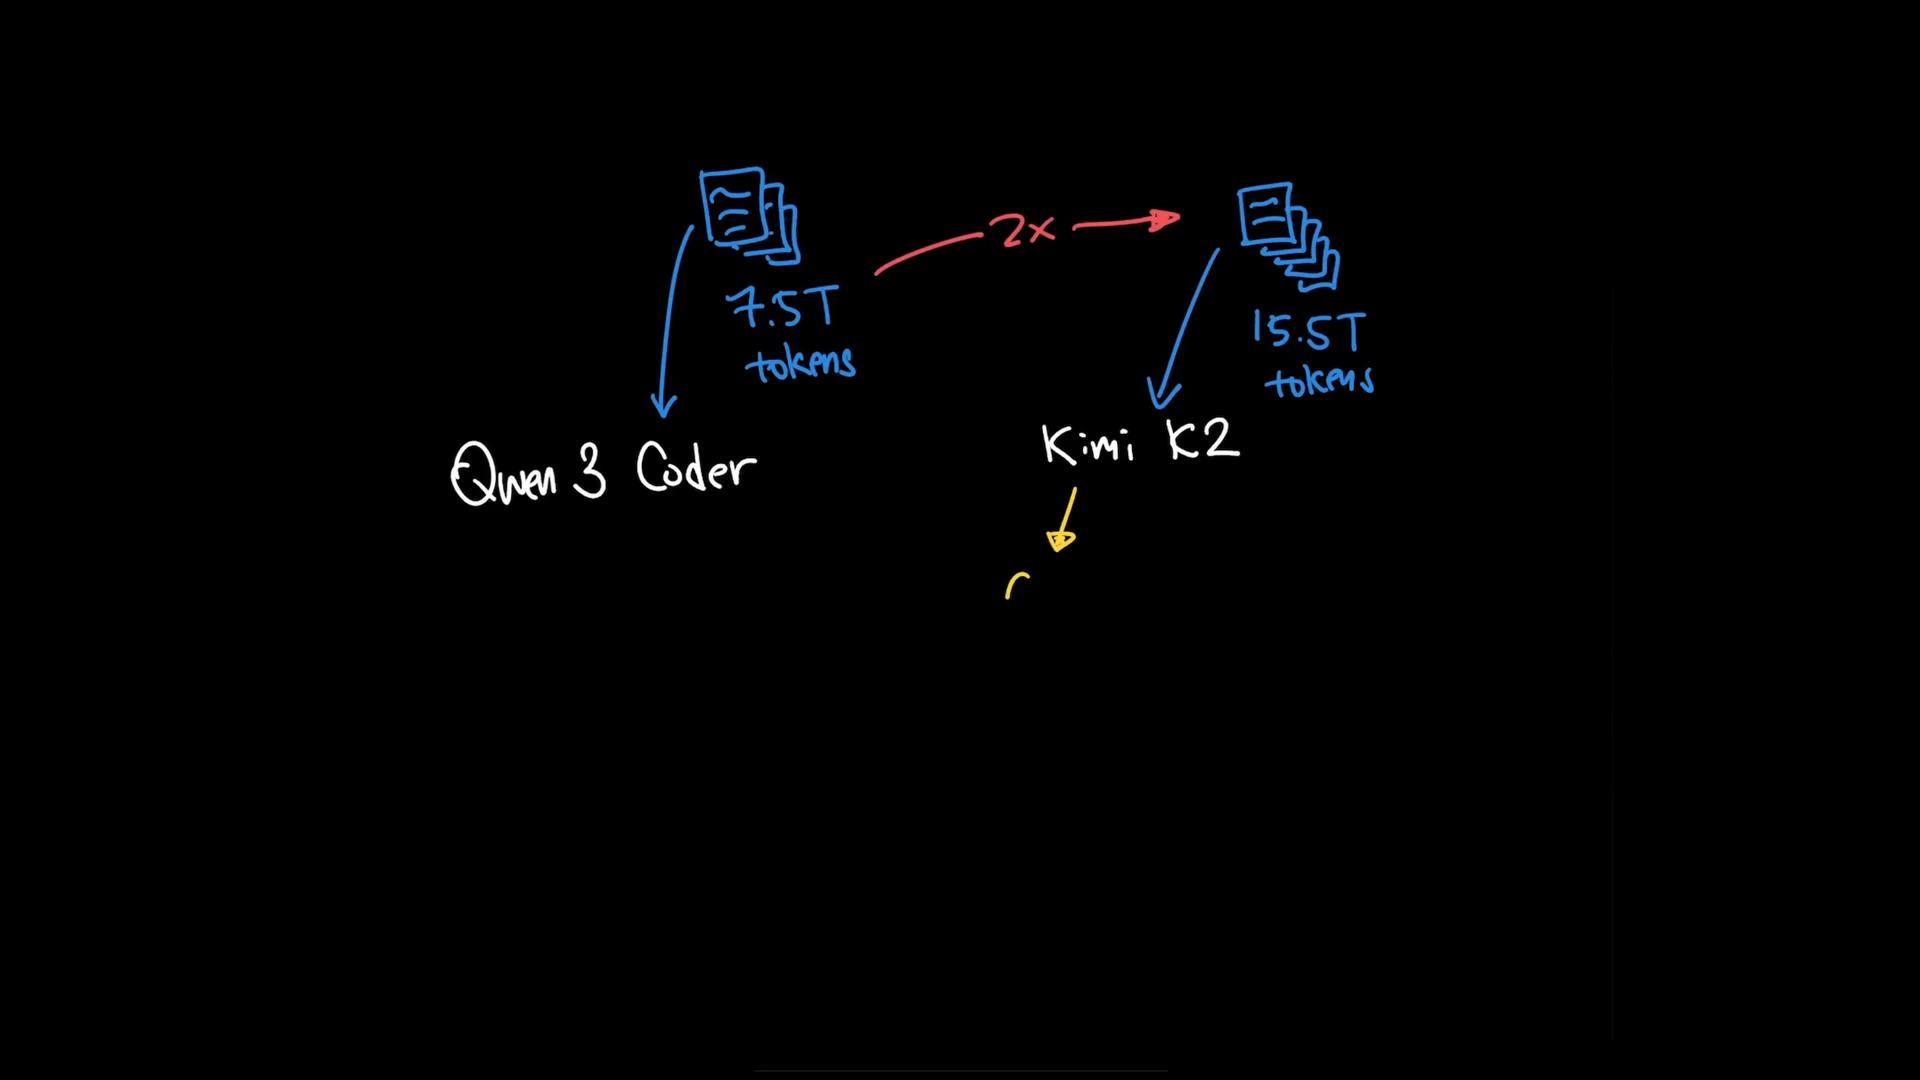 2x
7.5T
tokens
15.5T
tokens
Qwen 3 Coder
Kimi K2